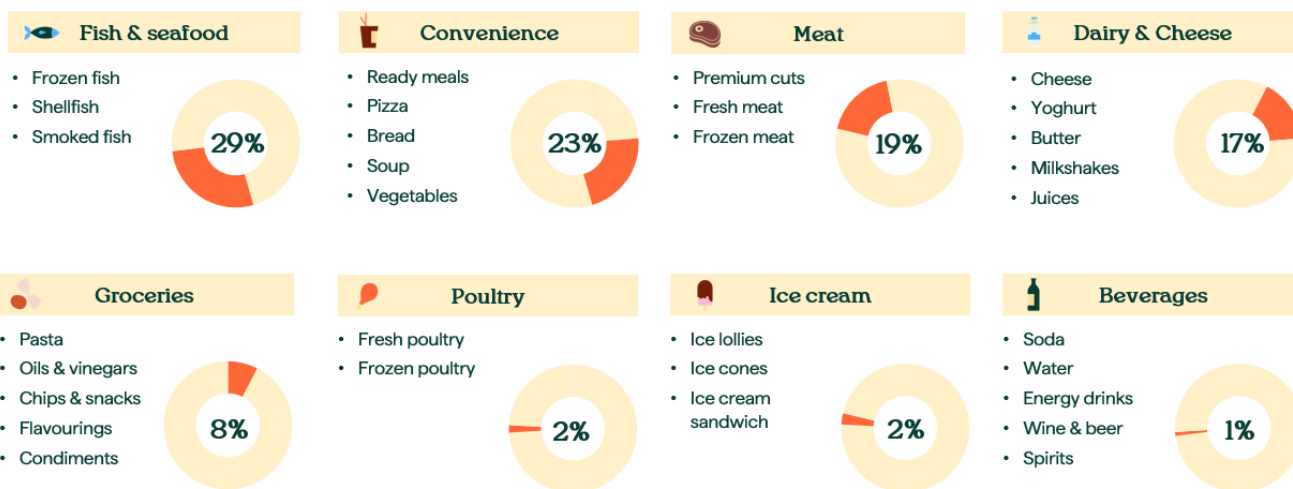 Fish & seafood
• Frozen fish
• Shellfish
• Smoked fish
29%
Convenience
• Ready meals
• Pizza
• Bread
• Soup
• Vegetables
23%
Meat
• Premium cuts
• Fresh meat
• Frozen meat
19%
Dairy & Cheese
• Cheese
• Yoghurt
• Butter
• Milkshakes
• Juices
17%
Groceries
• Pasta
• Oils & vinegars
• Chips & snacks
• Flavourings
• Condiments
8%
Poultry
• Fresh poultry
• Frozen poultry
2%
Ice cream
• Ice lollies
• Ice cones
• Ice cream
sandwich
2%
Beverages
• Soda
• Water
• Energy drinks
• Wine & beer
• Spirits
1%